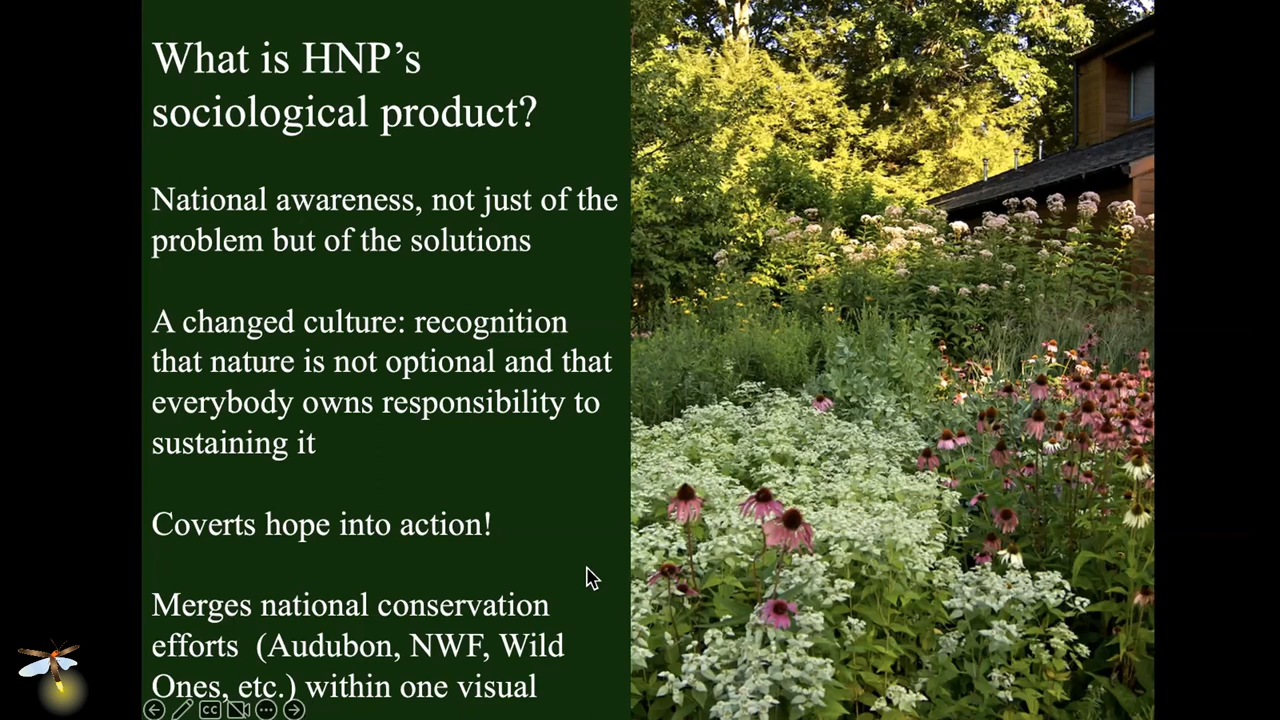 What is HNP's
sociological product?
National awareness, not just of the
problem but of the solutions
A changed culture: recognition
that nature is not optional and that
everybody owns responsibility to
sustaining it
Coverts hope into action!
Merges national conservation
efforts  (Audubon, NWF, Wild
Ones, etc.) within one visual
CC